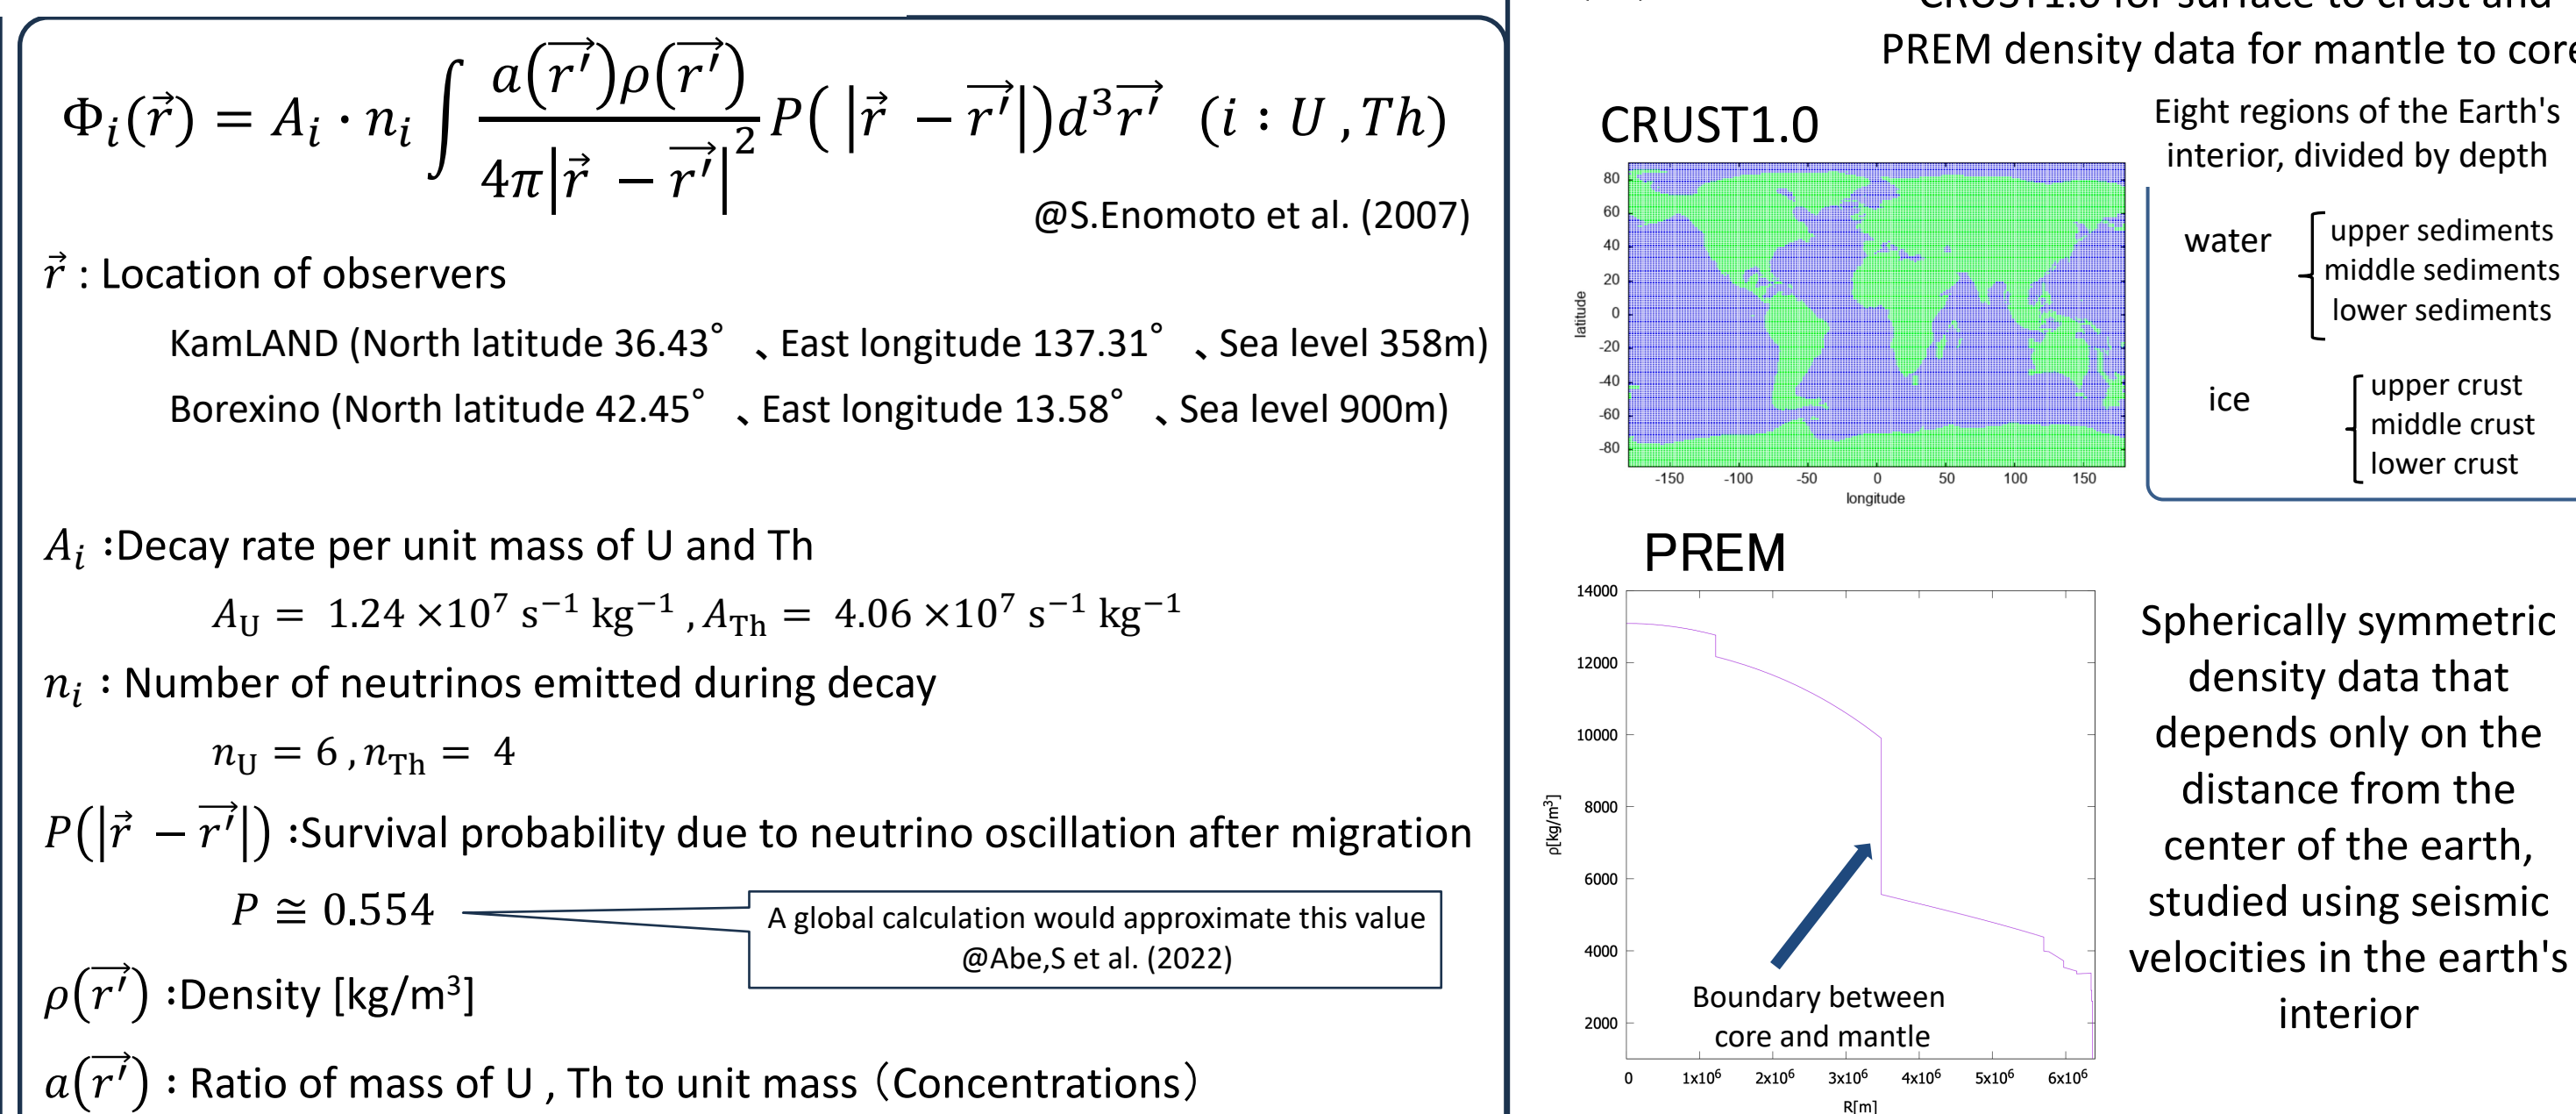 Φᵢ(r⃗) = Aᵢ · nᵢ ∫ a(r′⃗)ρ(r′⃗) / 4π|r⃗ − r′⃗|² P( |r⃗ − r′⃗|)d³r′⃗ (i : U , Th)
@S.Enomoto et al. (2007)
r⃗ : Location of observers
KamLAND (North latitude 36.43° 、East longitude 137.31° 、Sea level 358m)
Borexino (North latitude 42.45° 、East longitude 13.58° 、Sea level 900m)
Aᵢ :Decay rate per unit mass of U and Th
A_U = 1.24 ×10⁷ s⁻¹ kg⁻¹ , A_Th = 4.06 ×10⁷ s⁻¹ kg⁻¹
nᵢ : Number of neutrinos emitted during decay
n_U = 6 , n_Th = 4
P(|r⃗ − r′⃗|) :Survival probability due to neutrino oscillation after migration
P ≅ 0.554
A global calculation would approximate this value
@Abe,S et al. (2022)
ρ(r′⃗) :Density [kg/m³]
a(r′⃗) : Ratio of mass of U , Th to unit mass（Concentrations）
CRUST1.0 for surface to crust and
PREM density data for mantle to core
CRUST1.0
80
60
40
20
0
-20
-40
-60
-80
latitude
-150 -100 -50 0 50 100 150
longitude
Eight regions of the Earth's
interior, divided by depth
water
upper sediments
middle sediments
lower sediments
ice
upper crust
middle crust
lower crust
PREM
14000
12000
10000
8000
6000
4000
2000
ρ[kg/m³]
0 1x10⁶ 2x10⁶ 3x10⁶ 4x10⁶ 5x10⁶ 6x10⁶
R[m]
Boundary between
core and mantle
Spherically symmetric
density data that
depends only on the
distance from the
center of the earth,
studied using seismic
velocities in the earth's
interior